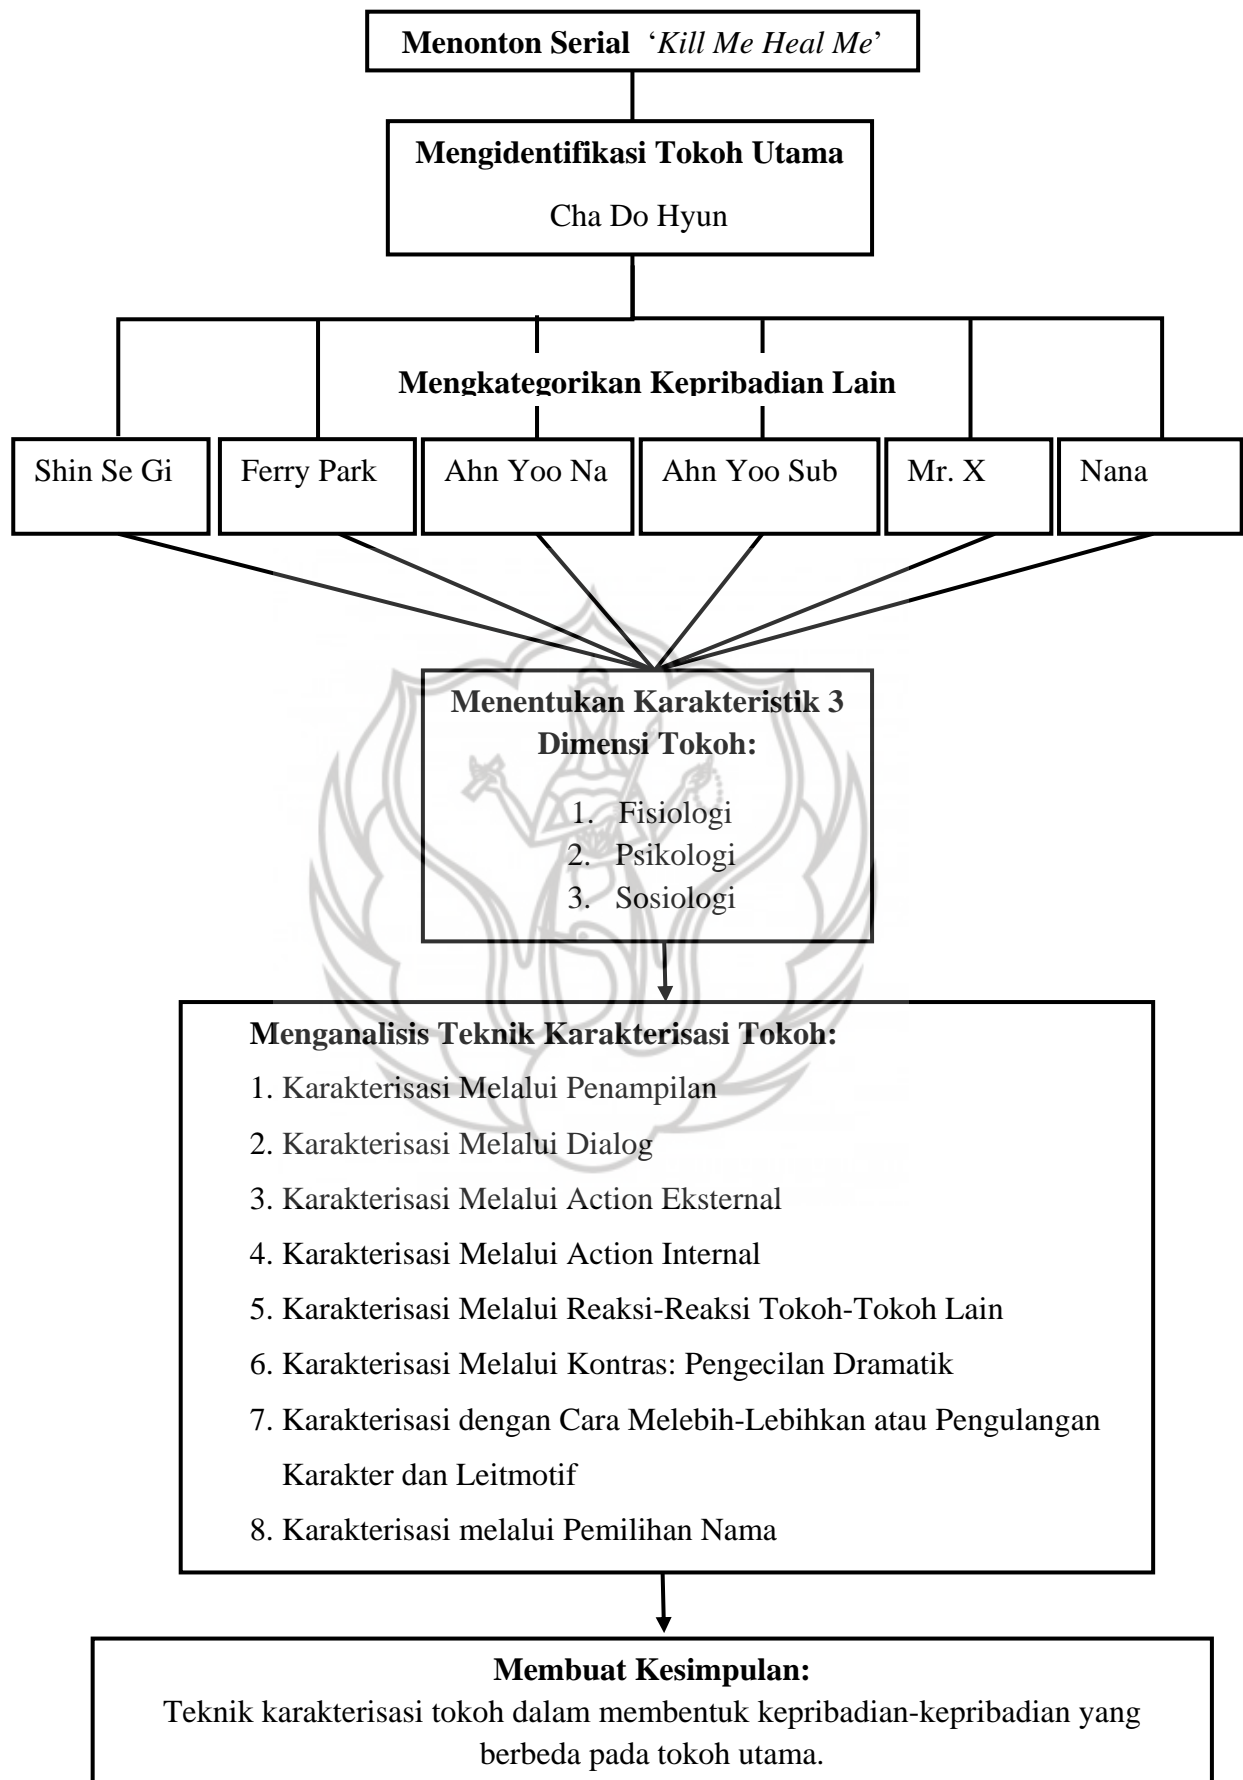 Menonton Serial ‘Kill Me Heal Me’
Mengidentifikasi Tokoh Utama
Cha Do Hyun
Mengkategorikan Kepribadian Lain
Shin Se Gi
Ferry Park
Ahn Yoo Na
Ahn Yoo Sub
Mr. X
Nana
Menentukan Karakteristik 3
Dimensi Tokoh:
1. Fisiologi
2. Psikologi
3. Sosiologi
Menganalisis Teknik Karakterisasi Tokoh:
1. Karakterisasi Melalui Penampilan
2. Karakterisasi Melalui Dialog
3. Karakterisasi Melalui Action Eksternal
4. Karakterisasi Melalui Action Internal
5. Karakterisasi Melalui Reaksi-Reaksi Tokoh-Tokoh Lain
6. Karakterisasi Melalui Kontras: Pengecilan Dramatik
7. Karakterisasi dengan Cara Melebih-Lebihkan atau Pengulangan
Karakter dan Leitmotif
8. Karakterisasi melalui Pemilihan Nama
Membuat Kesimpulan:
Teknik karakterisasi tokoh dalam membentuk kepribadian-kepribadian yang
berbeda pada tokoh utama.